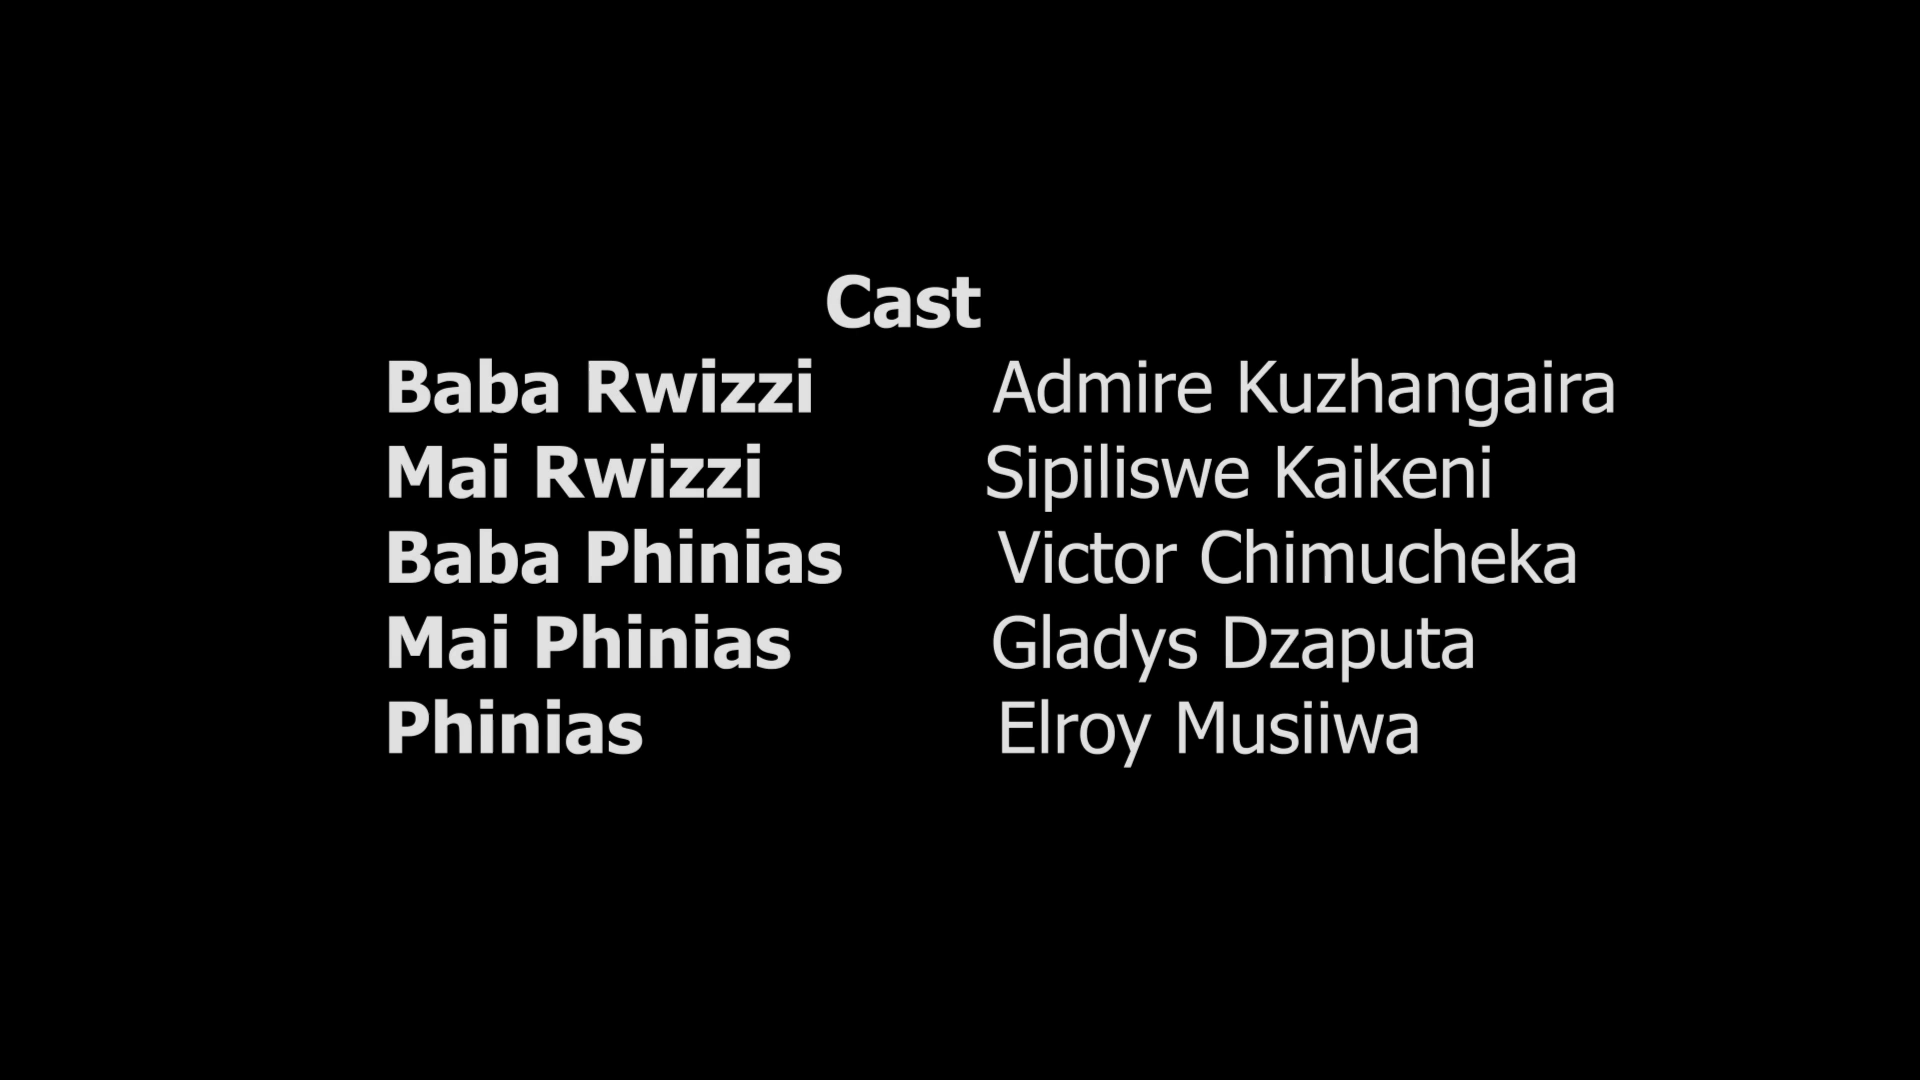 Cast
Baba Rwizzi Admire Kuzhangaira
Mai Rwizzi Sipiliswe Kaikeni
Baba Phinias Victor Chimucheka
Mai Phinias Gladys Dzaputa
Phinias Elroy Musiiwa